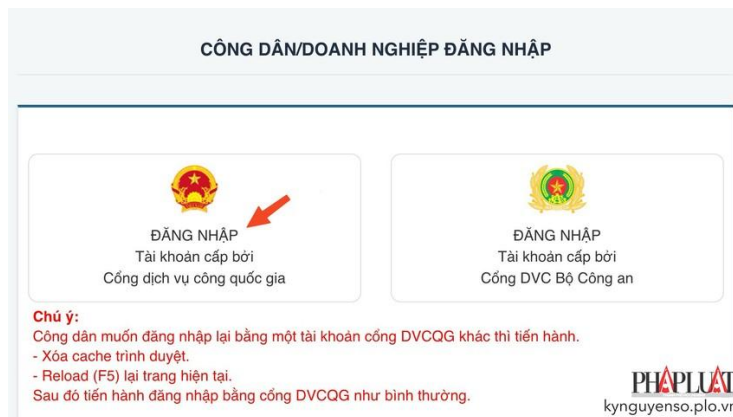 CÔNG DÂN/DOANH NGHIỆP ĐĂNG NHẬP
ĐĂNG NHẬP
Tài khoản cấp bởi
Cổng dịch vụ công quốc gia
ĐĂNG NHẬP
Tài khoản cấp bởi
Cổng DVC Bộ Công an
Chú ý:
Công dân muốn đăng nhập lại bằng một tài khoản cổng DVCQG khác thì tiến hành.
- Xóa cache trình duyệt.
- Reload (F5) lại trang hiện tại.
Sau đó tiến hành đăng nhập bằng cổng DVCQG như bình thường.
PHÁPLUẬT
kynguyenso.plo.vn